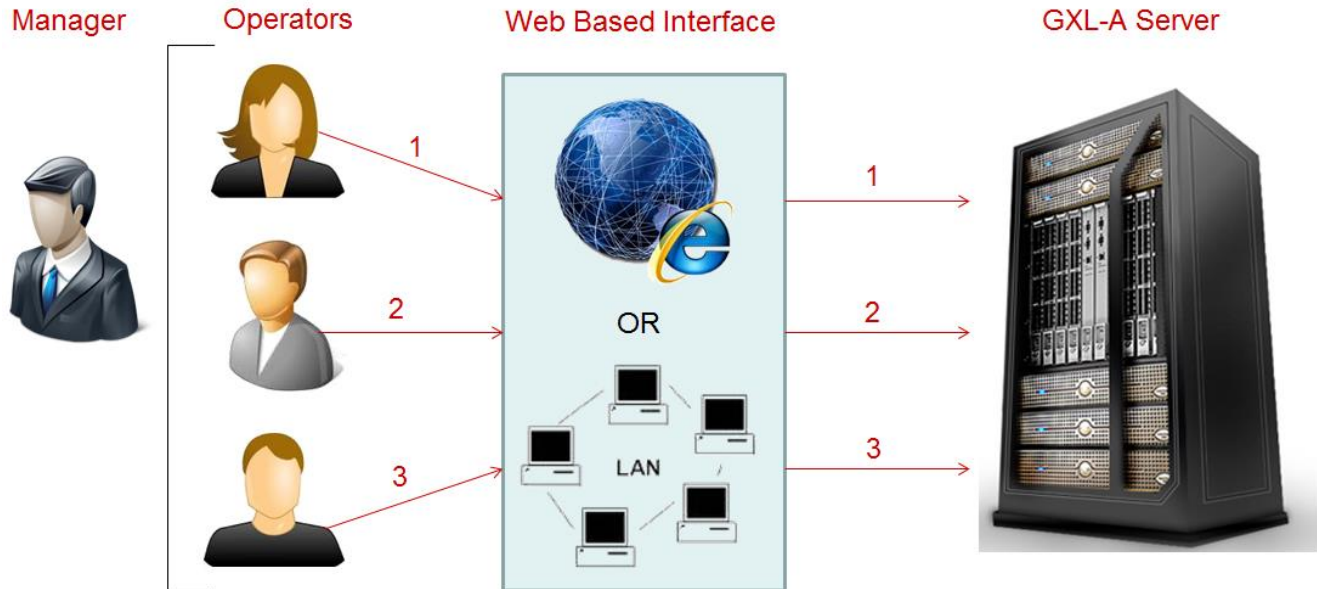 Manager
Operators
Web Based Interface
GXL-A Server
1
1
2
OR
2
3
LAN
3